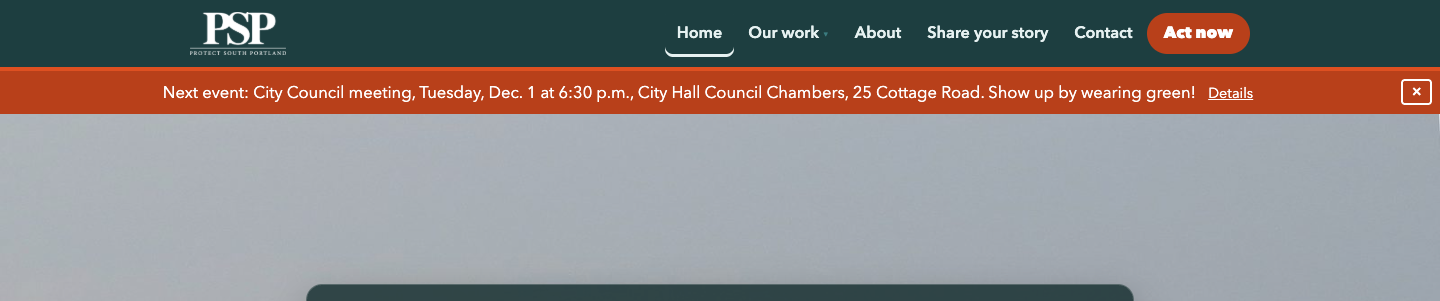 PSP
PROTECT SOUTH PORTLAND
Home Our work ▾ About Share your story Contact Act now
Next event: City Council meeting, Tuesday, Dec. 1 at 6:30 p.m., City Hall Council Chambers, 25 Cottage Road. Show up by wearing green! Details ×